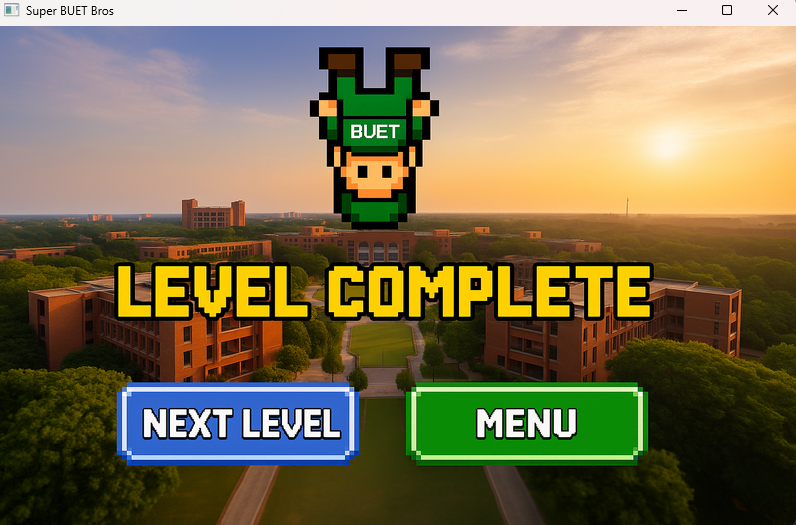 Super BUET Bros
BUET
LEVEL COMPLETE
NEXT LEVEL
MENU